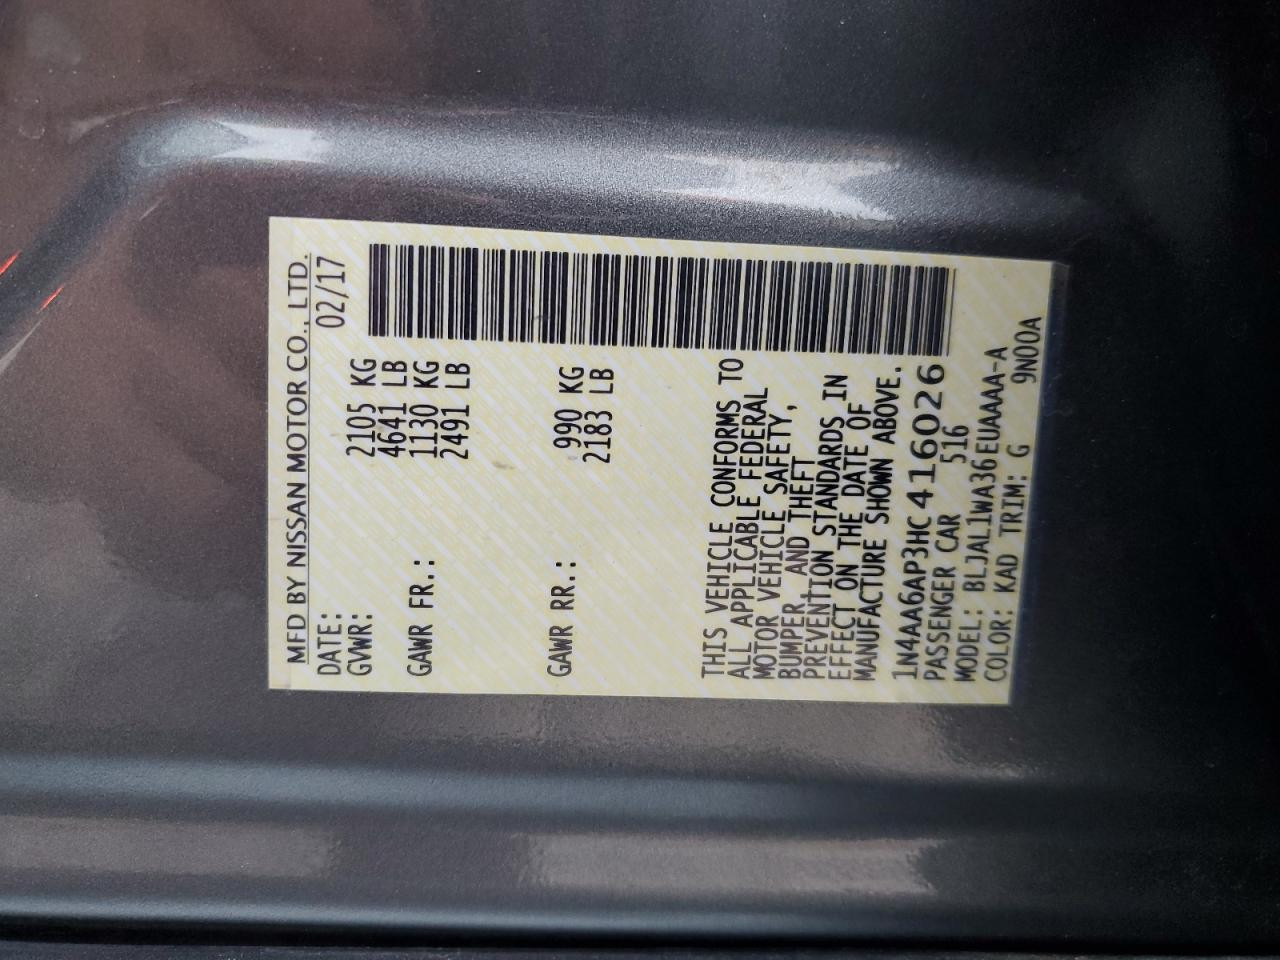 MFD BY NISSAN MOTOR CO., LTD.
DATE: 02/17
GVWR: 2105 KG
4641 LB
GAWR FR.: 1130 KG
2491 LB
GAWR RR.: 990 KG
2183 LB
THIS VEHICLE CONFORMS TO
ALL APPLICABLE FEDERAL
MOTOR VEHICLE SAFETY,
BUMPER, AND THEFT
PREVENTION STANDARDS IN
EFFECT ON THE DATE OF
MANUFACTURE SHOWN ABOVE.
1N4AA6AP3HC416026
PASSENGER CAR 516
MODEL: BLJAL1WA36EUAAAA-A
COLOR: KAD TRIM: G 9N00A